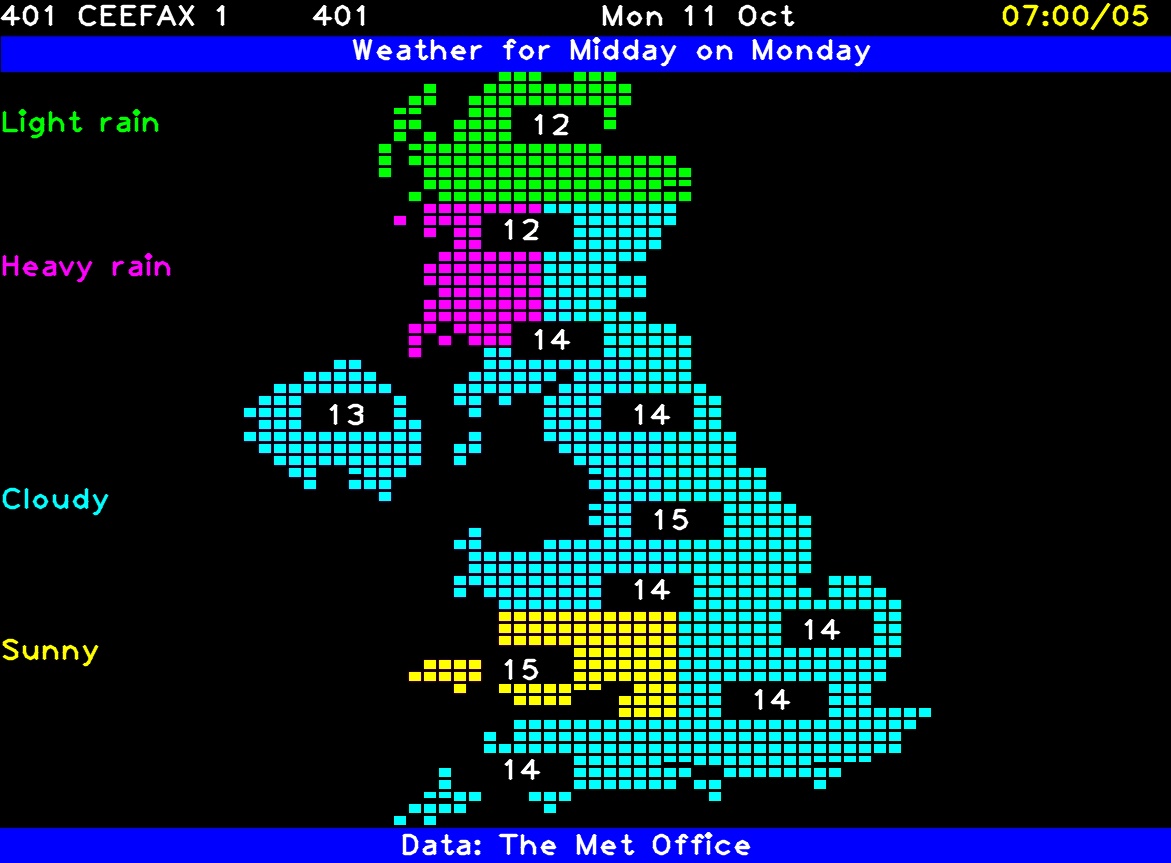 401 CEEFAX 1 401 Mon 11 Oct 07:00/05
Weather for Midday on Monday
Light rain
12
12
Heavy rain
14
13
14
Cloudy
15
14
14
Sunny
15
14
14
Data: The Met Office